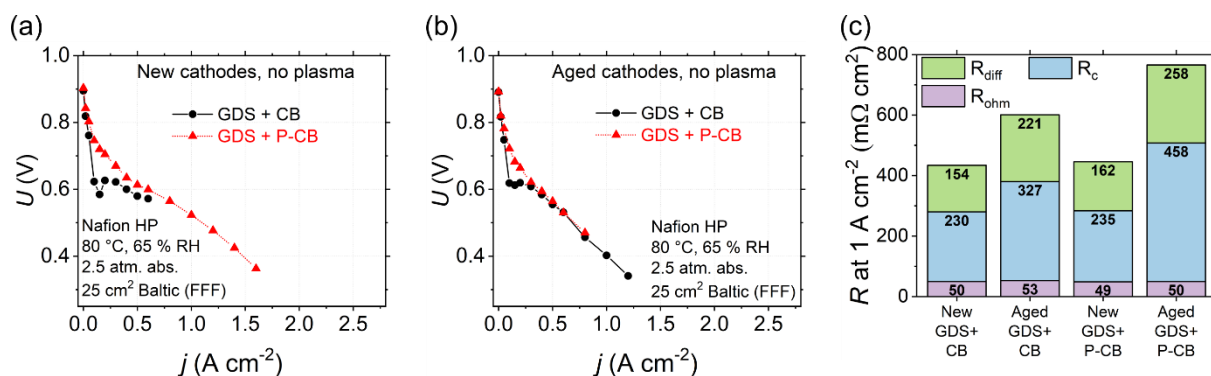 (a)
1.0
0.8
0.6
0.4
U (V)
New cathodes, no plasma
GDS + CB
GDS + P-CB
Nafion HP
80 °C, 65 % RH
2.5 atm. abs.
25 cm² Baltic (FFF)
0.0 0.5 1.0 1.5 2.0 2.5
j (A cm⁻²)
(b)
1.0
0.8
0.6
0.4
U (V)
Aged cathodes, no plasma
GDS + CB
GDS + P-CB
Nafion HP
80 °C, 65 % RH
2.5 atm. abs.
25 cm² Baltic (FFF)
0.0 0.5 1.0 1.5 2.0 2.5
j (A cm⁻²)
(c)
R at 1 A cm⁻² (mΩ cm²)
800
600
400
200
0
R_diff R_c
R_ohm
154 221 162 258
230 327 235 458
50 53 49 50
New Aged New Aged
GDS+ GDS+ GDS+ GDS+
CB CB P-CB P-CB